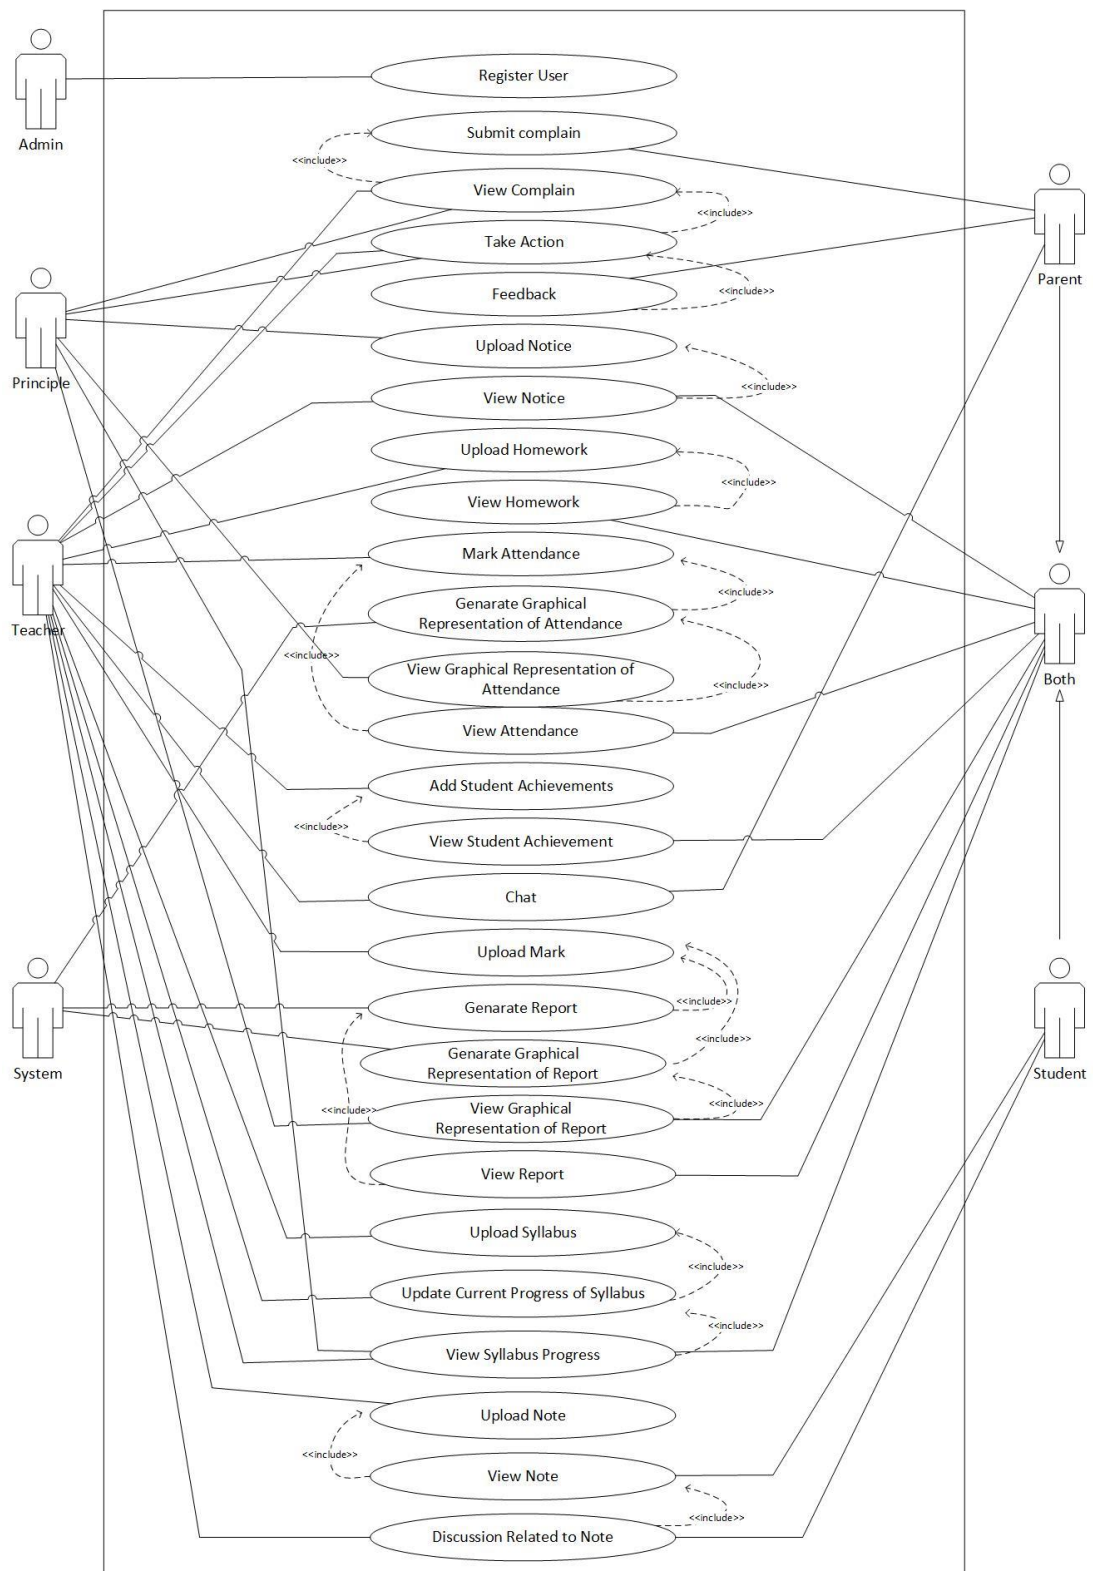 Register User
Admin
Submit complain
<<include>>
View Complain
<<include>>
Take Action
Parent
Feedback
<<include>>
Upload Notice
Principle
<<include>>
View Notice
Upload Homework
<<include>>
View Homework
Mark Attendance
<<include>>
Genarate Graphical
Representation of Attendance
Teacher
<<include>>
View Graphical Representation of
Attendance
<<include>>
Both
View Attendance
Add Student Achievements
<<include>>
View Student Achievement
Chat
Upload Mark
<<include>>
Genarate Report
<<include>>
Genarate Graphical
Representation of Report
System
Student
<<include>>
<<include>>
View Graphical
Representation of Report
View Report
Upload Syllabus
<<include>>
Update Current Progress of Syllabus
<<include>>
View Syllabus Progress
Upload Note
<<include>>
View Note
<<include>>
Discussion Related to Note